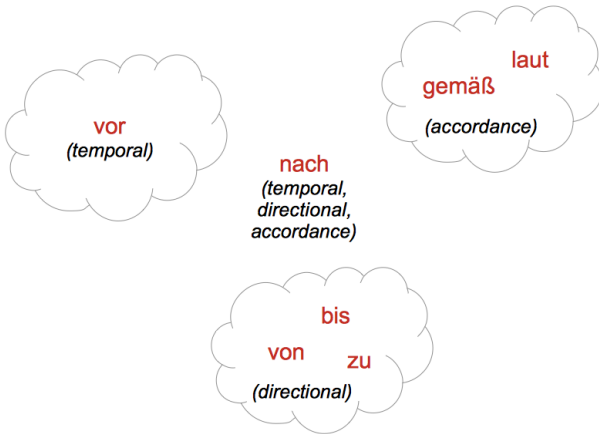 laut
gemäß
(accordance)
vor
(temporal)
nach
(temporal,
directional,
accordance)
bis
von
zu
(directional)